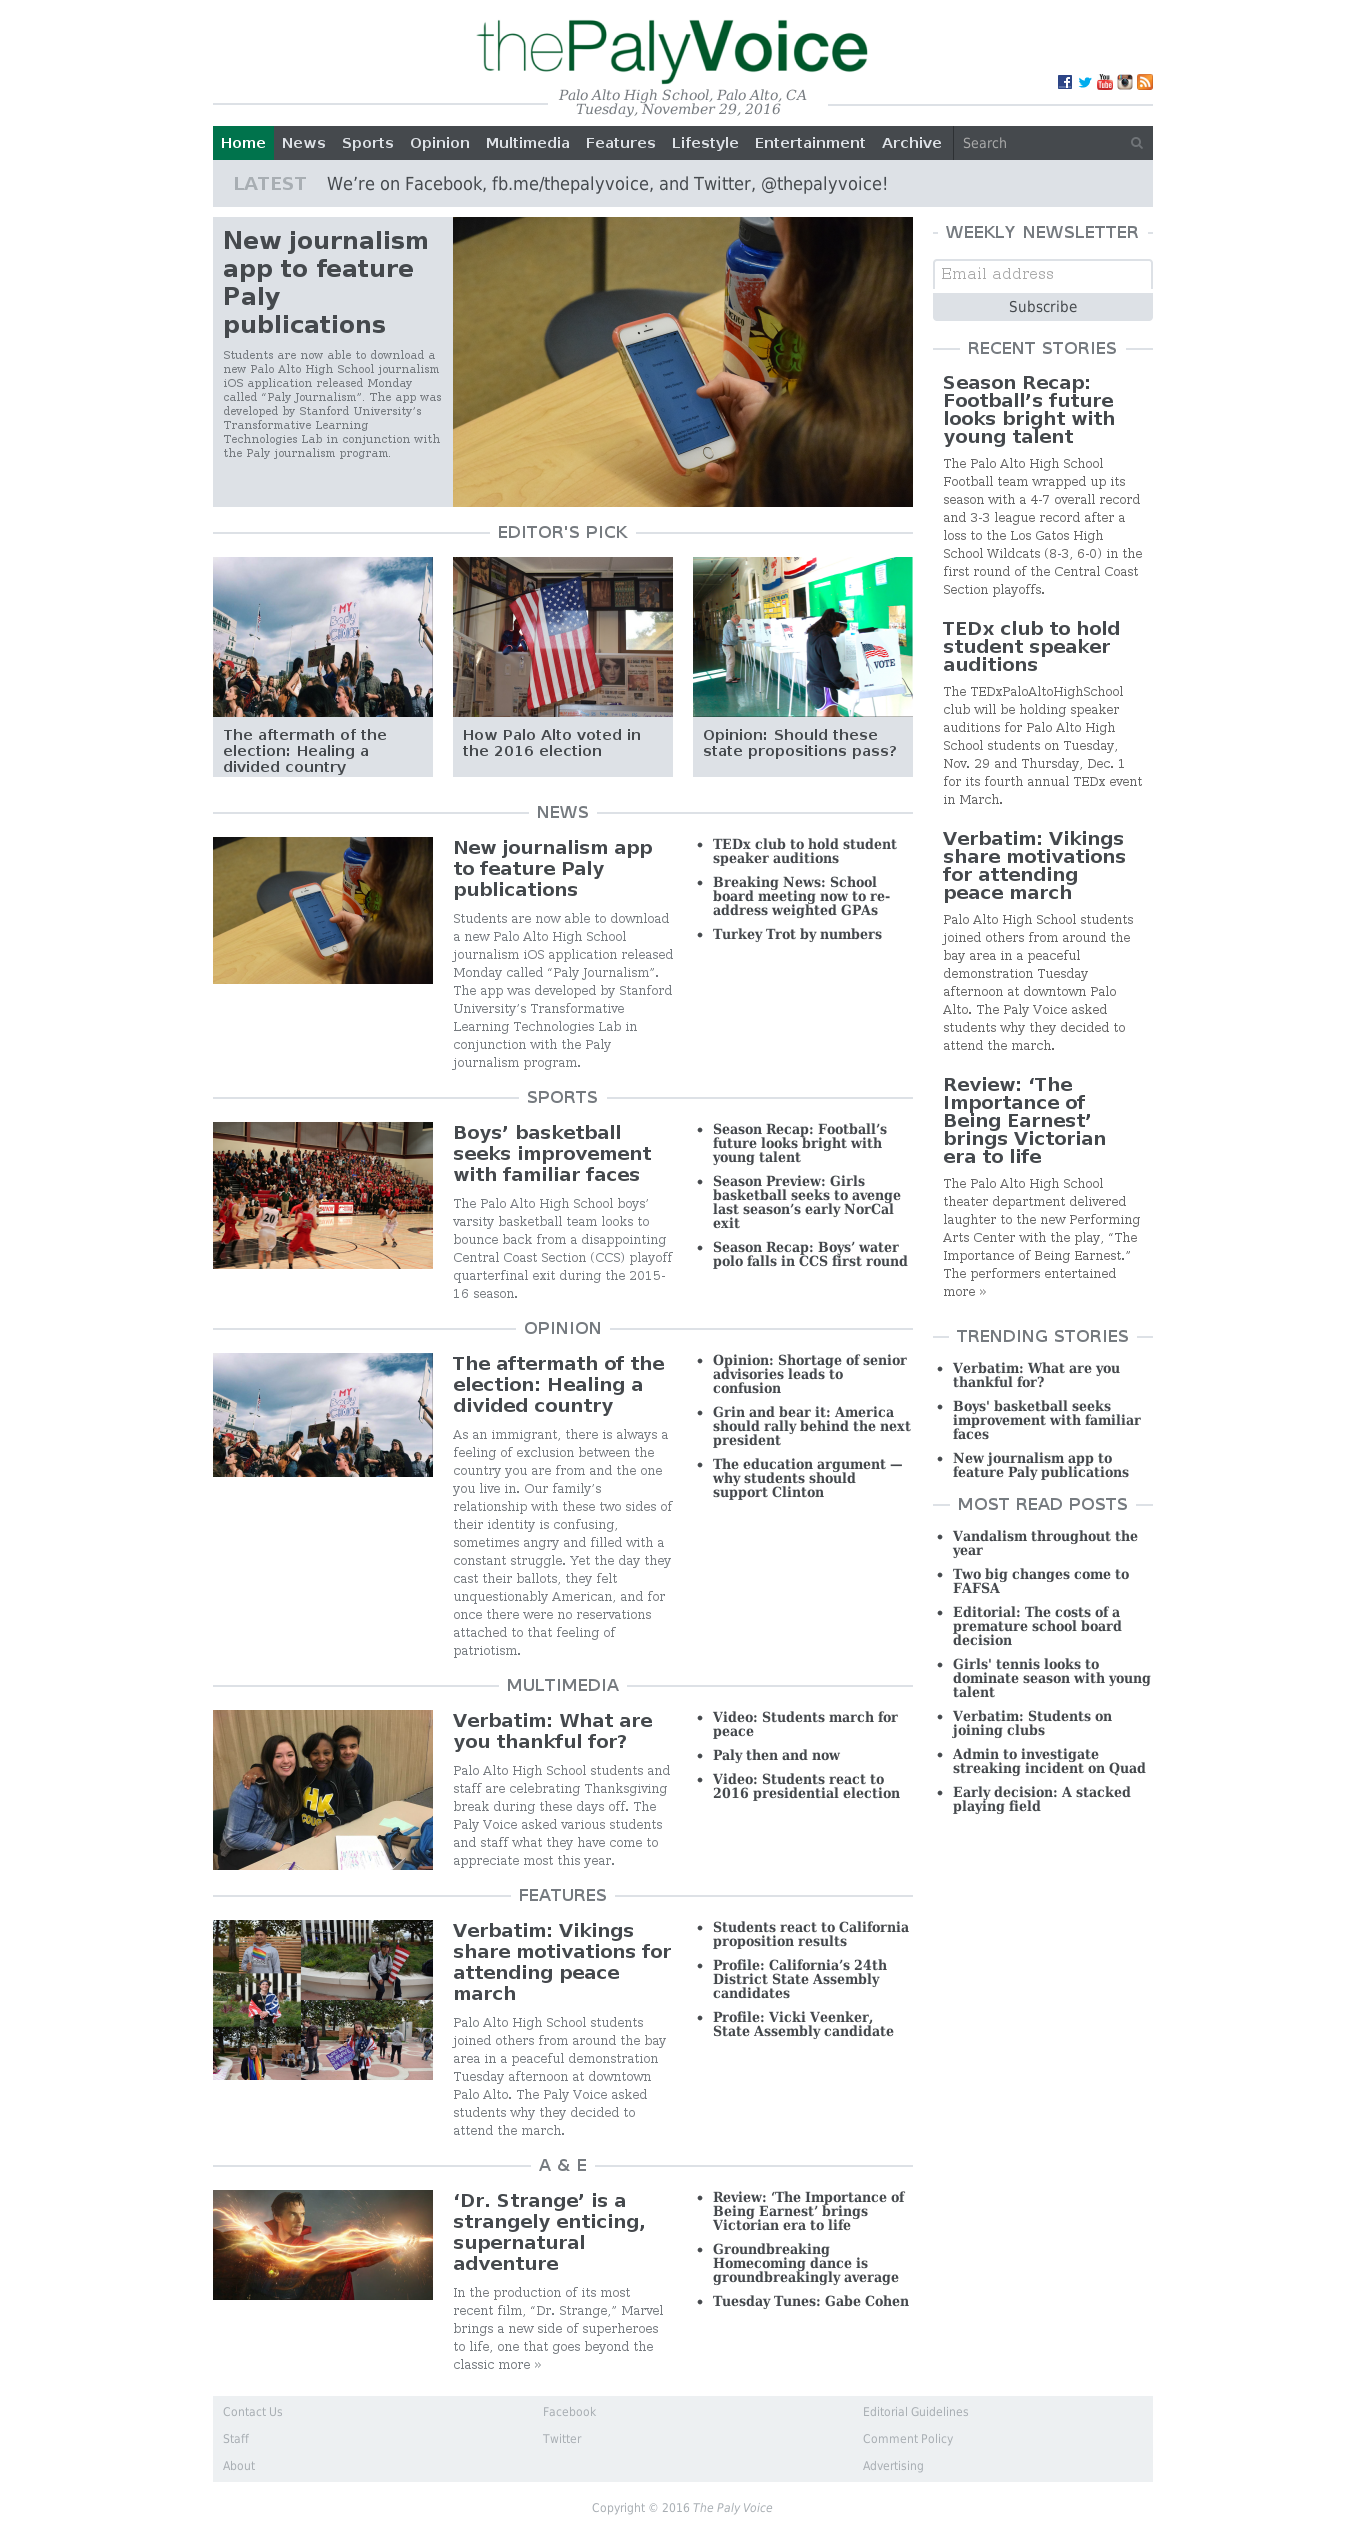 thePalyVoice
Palo Alto High School, Palo Alto, CA
Tuesday, November 29, 2016
Home News Sports Opinion Multimedia Features Lifestyle Entertainment Archive Search
LATEST We’re on Facebook, fb.me/thepalyvoice, and Twitter, @thepalyvoice!
New journalism
app to feature
Paly
publications
Students are now able to download a
new Palo Alto High School journalism
iOS application released Monday
called “Paly Journalism”. The app was
developed by Stanford University’s
Transformative Learning
Technologies Lab in conjunction with
the Paly journalism program.
EDITOR'S PICK
MY
Body
my
CHOICE
VOTE
The aftermath of the
election: Healing a
divided country
How Palo Alto voted in
the 2016 election
Opinion: Should these
state propositions pass?
NEWS
New journalism app
to feature Paly
publications
Students are now able to download
a new Palo Alto High School
journalism iOS application released
Monday called “Paly Journalism”.
The app was developed by Stanford
University’s Transformative
Learning Technologies Lab in
conjunction with the Paly
journalism program.
• TEDx club to hold student
speaker auditions
• Breaking News: School
board meeting now to re-
address weighted GPAs
• Turkey Trot by numbers
SPORTS
20
Boys’ basketball
seeks improvement
with familiar faces
The Palo Alto High School boys’
varsity basketball team looks to
bounce back from a disappointing
Central Coast Section (CCS) playoff
quarterfinal exit during the 2015-
16 season.
• Season Recap: Football’s
future looks bright with
young talent
• Season Preview: Girls
basketball seeks to avenge
last season’s early NorCal
exit
• Season Recap: Boys’ water
polo falls in CCS first round
OPINION
MY
Body
my
CHOICE
The aftermath of the
election: Healing a
divided country
As an immigrant, there is always a
feeling of exclusion between the
country you are from and the one
you live in. Our family’s
relationship with these two sides of
their identity is confusing,
sometimes angry and filled with a
constant struggle. Yet the day they
cast their ballots, they felt
unquestionably American, and for
once there were no reservations
attached to that feeling of
patriotism.
• Opinion: Shortage of senior
advisories leads to
confusion
• Grin and bear it: America
should rally behind the next
president
• The education argument —
why students should
support Clinton
MULTIMEDIA
HK
Verbatim: What are
you thankful for?
Palo Alto High School students and
staff are celebrating Thanksgiving
break during these days off. The
Paly Voice asked various students
and staff what they have come to
appreciate most this year.
• Video: Students march for
peace
• Paly then and now
• Video: Students react to
2016 presidential election
FEATURES
Verbatim: Vikings
share motivations for
attending peace
march
Palo Alto High School students
joined others from around the bay
area in a peaceful demonstration
Tuesday afternoon at downtown
Palo Alto. The Paly Voice asked
students why they decided to
attend the march.
• Students react to California
proposition results
• Profile: California’s 24th
District State Assembly
candidates
• Profile: Vicki Veenker,
State Assembly candidate
A & E
‘Dr. Strange’ is a
strangely enticing,
supernatural
adventure
In the production of its most
recent film, “Dr. Strange,” Marvel
brings a new side of superheroes
to life, one that goes beyond the
classic more »
• Review: ‘The Importance of
Being Earnest’ brings
Victorian era to life
• Groundbreaking
Homecoming dance is
groundbreakingly average
• Tuesday Tunes: Gabe Cohen
WEEKLY NEWSLETTER
Email address
Subscribe
RECENT STORIES
Season Recap:
Football’s future
looks bright with
young talent
The Palo Alto High School
Football team wrapped up its
season with a 4-7 overall record
and 3-3 league record after a
loss to the Los Gatos High
School Wildcats (8-3, 6-0) in the
first round of the Central Coast
Section playoffs.
TEDx club to hold
student speaker
auditions
The TEDxPaloAltoHighSchool
club will be holding speaker
auditions for Palo Alto High
School students on Tuesday,
Nov. 29 and Thursday, Dec. 1
for its fourth annual TEDx event
in March.
Verbatim: Vikings
share motivations
for attending
peace march
Palo Alto High School students
joined others from around the
bay area in a peaceful
demonstration Tuesday
afternoon at downtown Palo
Alto. The Paly Voice asked
students why they decided to
attend the march.
Review: ‘The
Importance of
Being Earnest’
brings Victorian
era to life
The Palo Alto High School
theater department delivered
laughter to the new Performing
Arts Center with the play, “The
Importance of Being Earnest.”
The performers entertained
more »
TRENDING STORIES
• Verbatim: What are you
thankful for?
• Boys' basketball seeks
improvement with familiar
faces
• New journalism app to
feature Paly publications
MOST READ POSTS
• Vandalism throughout the
year
• Two big changes come to
FAFSA
• Editorial: The costs of a
premature school board
decision
• Girls' tennis looks to
dominate season with young
talent
• Verbatim: Students on
joining clubs
• Admin to investigate
streaking incident on Quad
• Early decision: A stacked
playing field
Contact Us Facebook Editorial Guidelines
Staff Twitter Comment Policy
About Advertising
Copyright © 2016 The Paly Voice